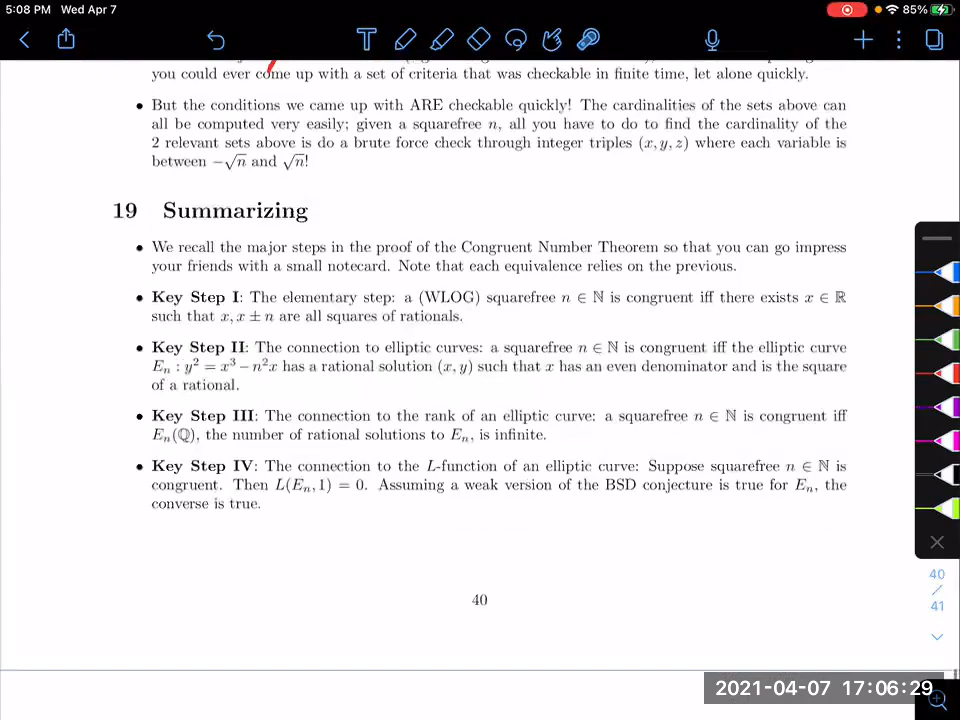 5:08 PM Wed Apr 7
85%
you could ever come up with a set of criteria that was checkable in finite time, let alone quickly.
• But the conditions we came up with ARE checkable quickly! The cardinalities of the sets above can
all be computed very easily; given a squarefree n, all you have to do to find the cardinality of the
2 relevant sets above is do a brute force check through integer triples (x, y, z) where each variable is
between −√n and √n!
19 Summarizing
• We recall the major steps in the proof of the Congruent Number Theorem so that you can go impress
your friends with a small notecard. Note that each equivalence relies on the previous.
• Key Step I: The elementary step: a (WLOG) squarefree n ∈ ℕ is congruent iff there exists x ∈ ℝ
such that x, x ± n are all squares of rationals.
• Key Step II: The connection to elliptic curves: a squarefree n ∈ ℕ is congruent iff the elliptic curve
Eₙ : y² = x³ − n²x has a rational solution (x, y) such that x has an even denominator and is the square
of a rational.
• Key Step III: The connection to the rank of an elliptic curve: a squarefree n ∈ ℕ is congruent iff
Eₙ(ℚ), the number of rational solutions to Eₙ, is infinite.
• Key Step IV: The connection to the L-function of an elliptic curve: Suppose squarefree n ∈ ℕ is
congruent. Then L(Eₙ, 1) = 0. Assuming a weak version of the BSD conjecture is true for Eₙ, the
converse is true.
40
40
/
41
2021-04-07 17:06:29